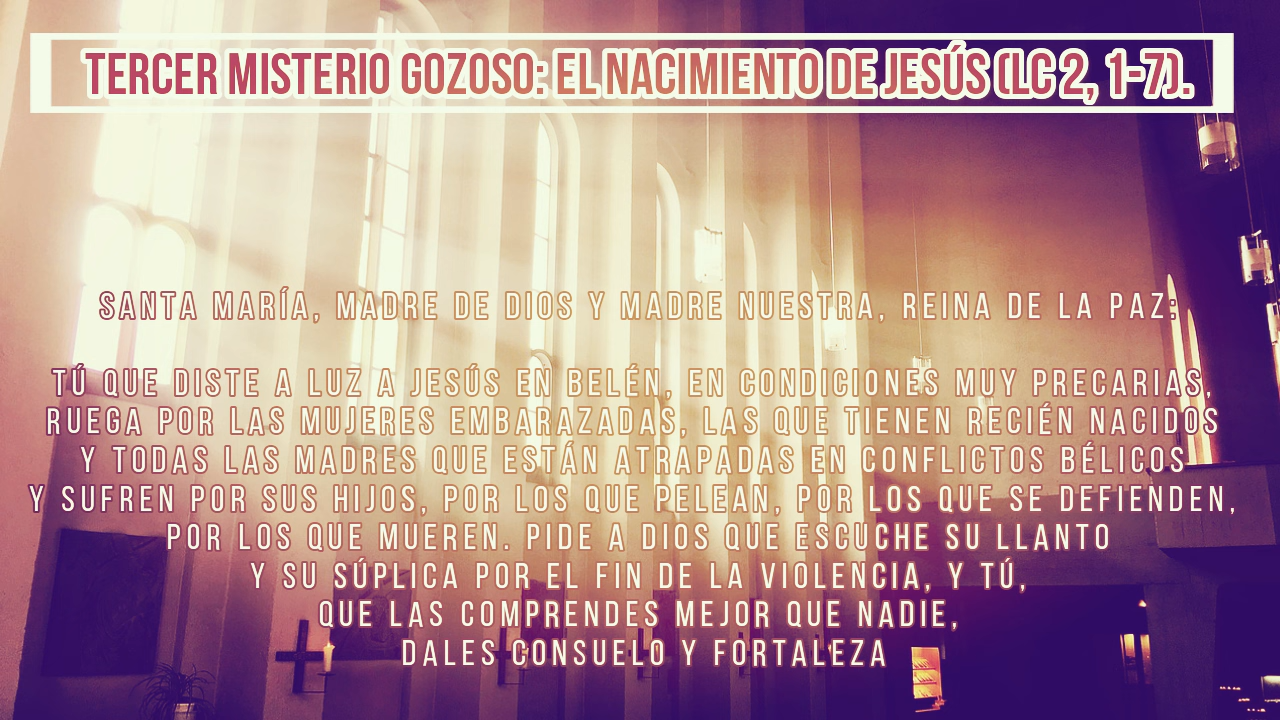 TERCER MISTERIO GOZOSO: EL NACIMIENTO DE JESÚS (LC 2, 1-7).
SANTA MARÍA, MADRE DE DIOS Y MADRE NUESTRA, REINA DE LA PAZ:
TÚ QUE DISTE A LUZ A JESÚS EN BELÉN, EN CONDICIONES MUY PRECARIAS,
RUEGA POR LAS MUJERES EMBARAZADAS, LAS QUE TIENEN RECIÉN NACIDOS
Y TODAS LAS MADRES QUE ESTÁN ATRAPADAS EN CONFLICTOS BÉLICOS
Y SUFREN POR SUS HIJOS, POR LOS QUE PELEAN, POR LOS QUE SE DEFIENDEN,
POR LOS QUE MUEREN. PIDE A DIOS QUE ESCUCHE SU LLANTO
Y SU SÚPLICA POR EL FIN DE LA VIOLENCIA, Y TÚ,
QUE LAS COMPRENDES MEJOR QUE NADIE,
DALES CONSUELO Y FORTALEZA